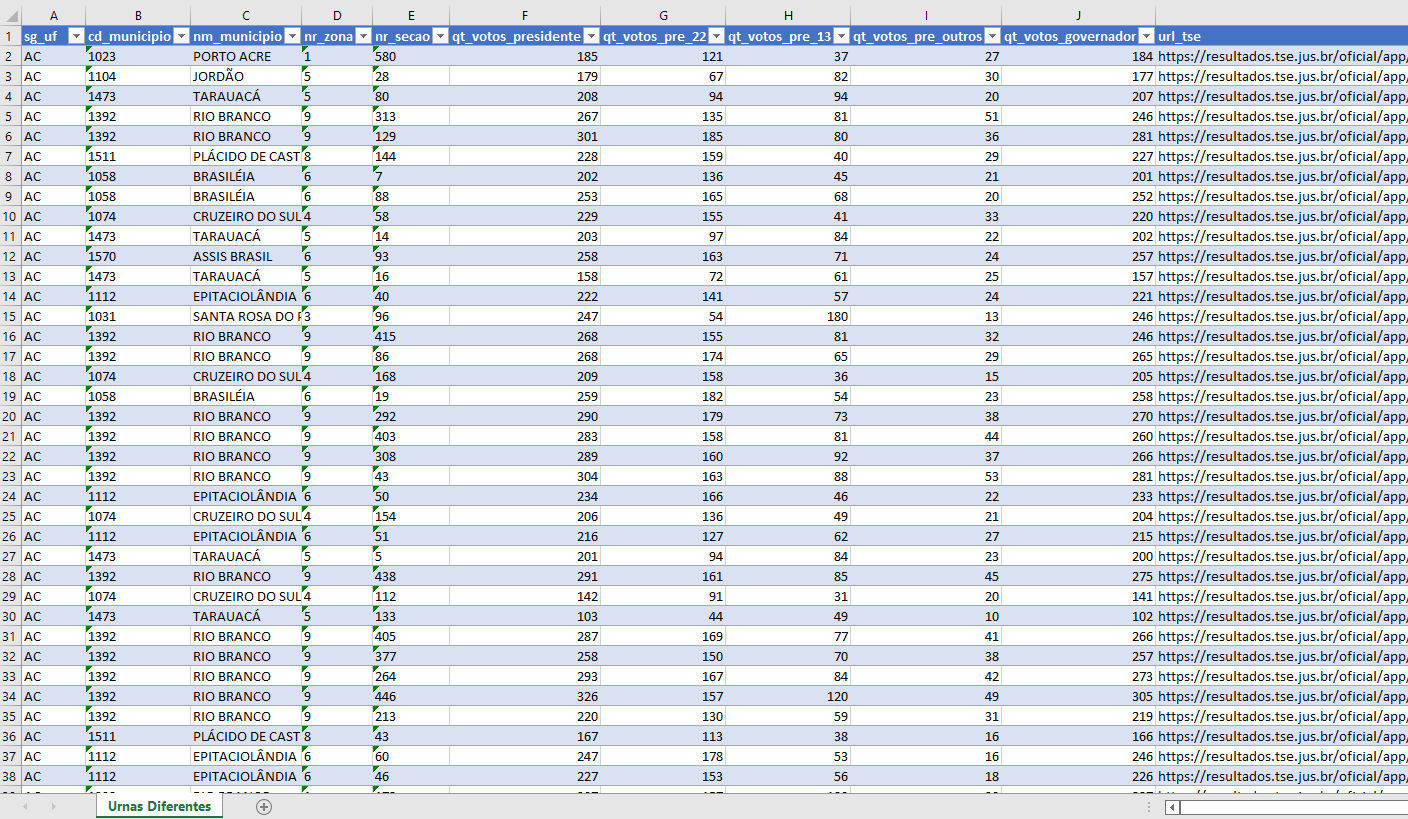 A B C D E F G H I J
1 sg_uf cd_municipio nm_municipio nr_zona nr_secao qt_votos_presidente qt_votos_pre_22 qt_votos_pre_13 qt_votos_pre_outros qt_votos_governador url_tse
2 AC 1023 PORTO ACRE 1 580 185 121 37 27 184 https://resultados.tse.jus.br/oficial/app/
3 AC 1104 JORDÃO 5 28 179 67 82 30 177 https://resultados.tse.jus.br/oficial/app/
4 AC 1473 TARAUACÁ 5 80 208 94 94 20 207 https://resultados.tse.jus.br/oficial/app/
5 AC 1392 RIO BRANCO 9 313 267 135 81 51 246 https://resultados.tse.jus.br/oficial/app/
6 AC 1392 RIO BRANCO 9 129 301 185 80 36 281 https://resultados.tse.jus.br/oficial/app/
7 AC 1511 PLÁCIDO DE CAST 8 144 228 159 40 29 227 https://resultados.tse.jus.br/oficial/app/
8 AC 1058 BRASILÉIA 6 7 202 136 45 21 201 https://resultados.tse.jus.br/oficial/app/
9 AC 1058 BRASILÉIA 6 88 253 165 68 20 252 https://resultados.tse.jus.br/oficial/app/
10 AC 1074 CRUZEIRO DO SUL 4 58 229 155 41 33 220 https://resultados.tse.jus.br/oficial/app/
11 AC 1473 TARAUACÁ 5 14 203 97 84 22 202 https://resultados.tse.jus.br/oficial/app/
12 AC 1570 ASSIS BRASIL 6 93 258 163 71 24 257 https://resultados.tse.jus.br/oficial/app/
13 AC 1473 TARAUACÁ 5 16 158 72 61 25 157 https://resultados.tse.jus.br/oficial/app/
14 AC 1112 EPITACIOLÂNDIA 6 40 222 141 57 24 221 https://resultados.tse.jus.br/oficial/app/
15 AC 1031 SANTA ROSA DO 3 96 247 54 180 13 246 https://resultados.tse.jus.br/oficial/app/
16 AC 1392 RIO BRANCO 9 415 268 155 81 32 246 https://resultados.tse.jus.br/oficial/app/
17 AC 1392 RIO BRANCO 9 86 268 174 65 29 265 https://resultados.tse.jus.br/oficial/app/
18 AC 1074 CRUZEIRO DO SUL 4 168 209 158 36 15 205 https://resultados.tse.jus.br/oficial/app/
19 AC 1058 BRASILÉIA 6 19 259 182 54 23 258 https://resultados.tse.jus.br/oficial/app/
20 AC 1392 RIO BRANCO 9 292 290 179 73 38 270 https://resultados.tse.jus.br/oficial/app/
21 AC 1392 RIO BRANCO 9 403 283 158 81 44 260 https://resultados.tse.jus.br/oficial/app/
22 AC 1392 RIO BRANCO 9 308 289 160 92 37 266 https://resultados.tse.jus.br/oficial/app/
23 AC 1392 RIO BRANCO 9 43 304 163 88 53 281 https://resultados.tse.jus.br/oficial/app/
24 AC 1112 EPITACIOLÂNDIA 6 50 234 166 46 22 233 https://resultados.tse.jus.br/oficial/app/
25 AC 1074 CRUZEIRO DO SUL 4 154 206 136 49 21 204 https://resultados.tse.jus.br/oficial/app/
26 AC 1112 EPITACIOLÂNDIA 6 51 216 127 62 27 215 https://resultados.tse.jus.br/oficial/app/
27 AC 1473 TARAUACÁ 5 5 201 94 84 23 200 https://resultados.tse.jus.br/oficial/app/
28 AC 1392 RIO BRANCO 9 438 291 161 85 45 275 https://resultados.tse.jus.br/oficial/app/
29 AC 1074 CRUZEIRO DO SUL 4 112 142 91 31 20 141 https://resultados.tse.jus.br/oficial/app/
30 AC 1473 TARAUACÁ 5 133 103 44 49 10 102 https://resultados.tse.jus.br/oficial/app/
31 AC 1392 RIO BRANCO 9 405 287 169 77 41 266 https://resultados.tse.jus.br/oficial/app/
32 AC 1392 RIO BRANCO 9 377 258 150 70 38 257 https://resultados.tse.jus.br/oficial/app/
33 AC 1392 RIO BRANCO 9 264 293 167 84 42 273 https://resultados.tse.jus.br/oficial/app/
34 AC 1392 RIO BRANCO 9 446 326 157 120 49 305 https://resultados.tse.jus.br/oficial/app/
35 AC 1392 RIO BRANCO 9 213 220 130 59 31 219 https://resultados.tse.jus.br/oficial/app/
36 AC 1511 PLÁCIDO DE CAST 8 43 167 113 38 16 166 https://resultados.tse.jus.br/oficial/app/
37 AC 1112 EPITACIOLÂNDIA 6 60 247 178 53 16 246 https://resultados.tse.jus.br/oficial/app/
38 AC 1112 EPITACIOLÂNDIA 6 46 227 153 56 18 226 https://resultados.tse.jus.br/oficial/app/
Urnas Diferentes